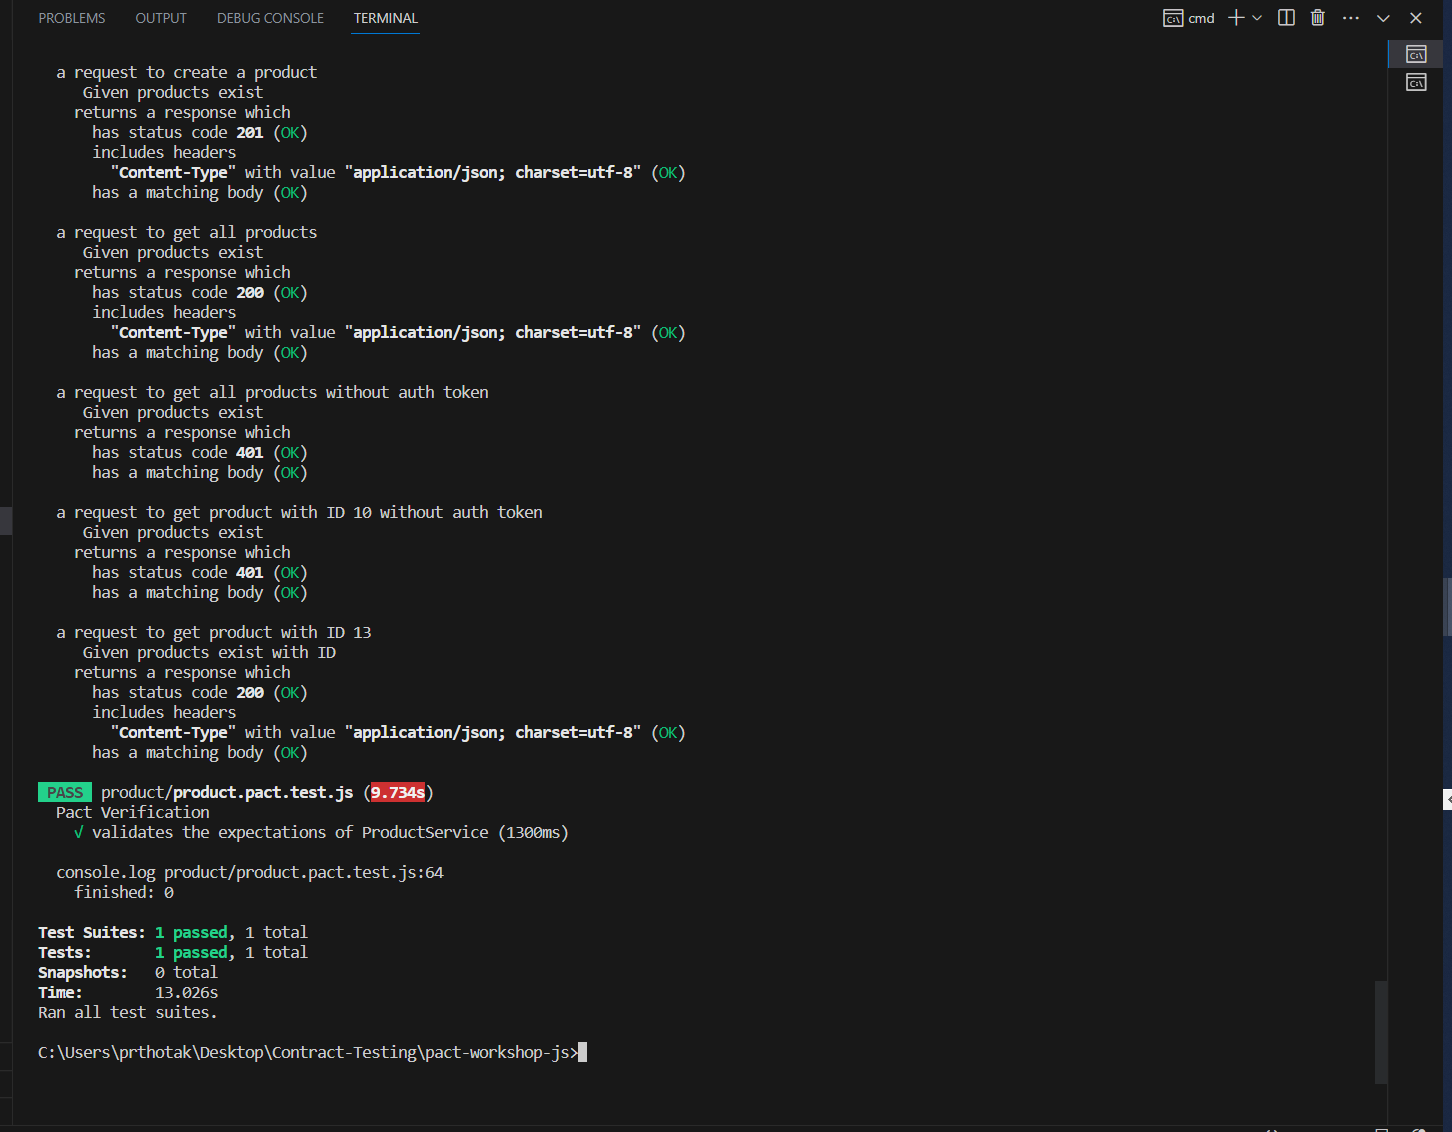 PROBLEMS OUTPUT DEBUG CONSOLE TERMINAL cmd
a request to create a product
Given products exist
returns a response which
has status code 201 (OK)
includes headers
"Content-Type" with value "application/json; charset=utf-8" (OK)
has a matching body (OK)
a request to get all products
Given products exist
returns a response which
has status code 200 (OK)
includes headers
"Content-Type" with value "application/json; charset=utf-8" (OK)
has a matching body (OK)
a request to get all products without auth token
Given products exist
returns a response which
has status code 401 (OK)
has a matching body (OK)
a request to get product with ID 10 without auth token
Given products exist
returns a response which
has status code 401 (OK)
has a matching body (OK)
a request to get product with ID 13
Given products exist with ID
returns a response which
has status code 200 (OK)
includes headers
"Content-Type" with value "application/json; charset=utf-8" (OK)
has a matching body (OK)
PASS product/product.pact.test.js (9.734s)
Pact Verification
√ validates the expectations of ProductService (1300ms)
console.log product/product.pact.test.js:64
finished: 0
Test Suites: 1 passed, 1 total
Tests: 1 passed, 1 total
Snapshots: 0 total
Time: 13.026s
Ran all test suites.
C:\Users\prthotak\Desktop\Contract-Testing\pact-workshop-js>